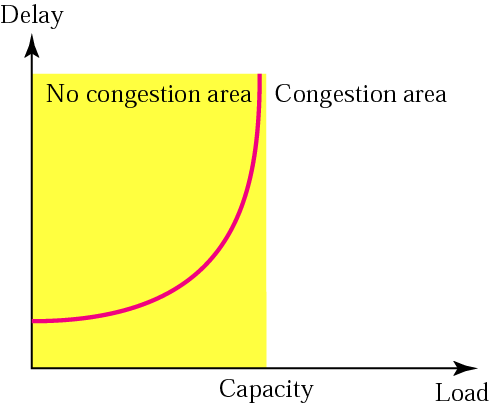 Delay
No congestion area
Congestion area
Capacity
Load